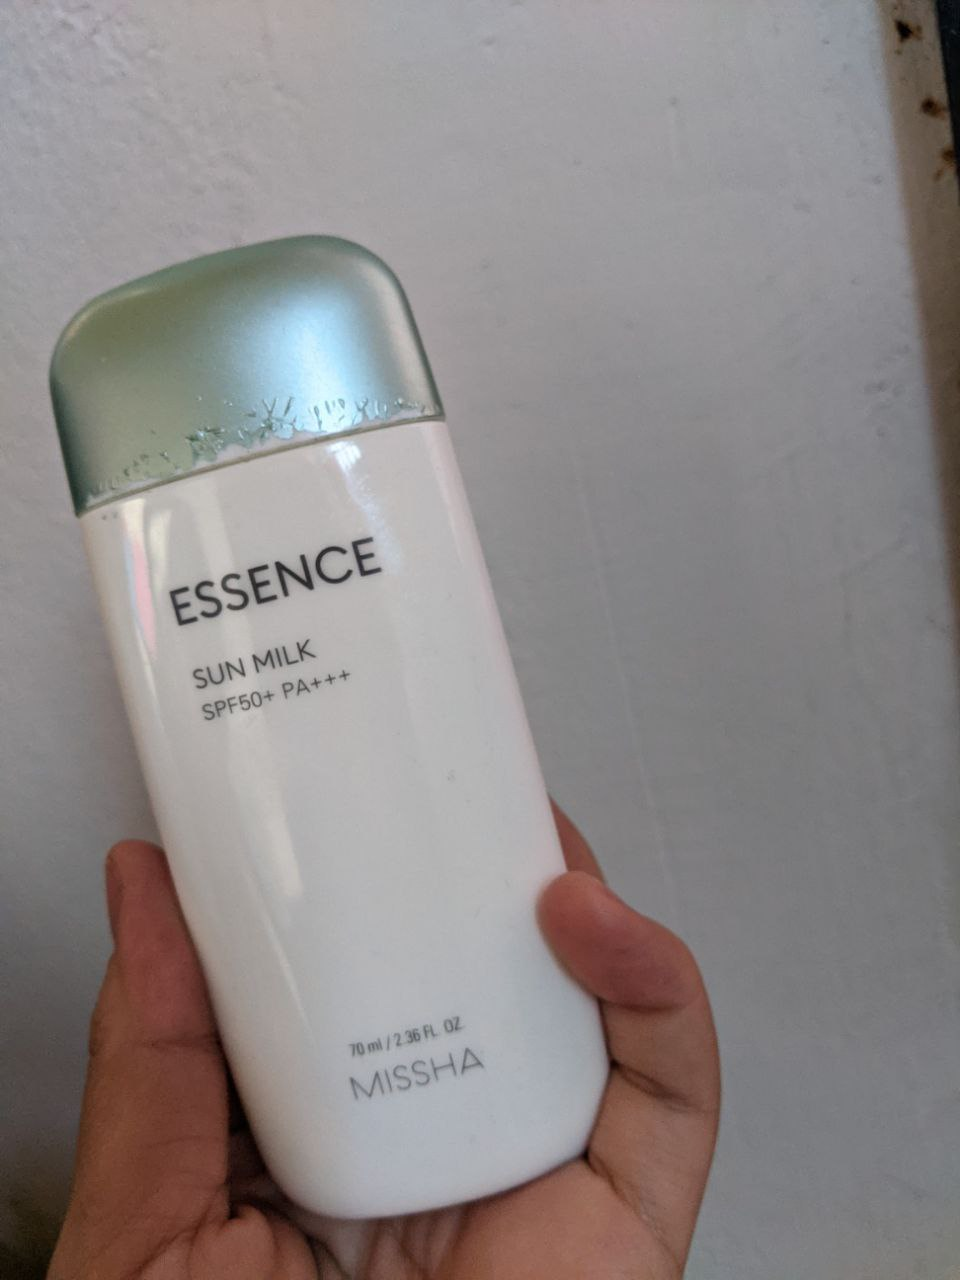 ESSENCE
SUN MILK
SPF50+ PA+++
70 ml / 2.36 FL. OZ.
MISSHA